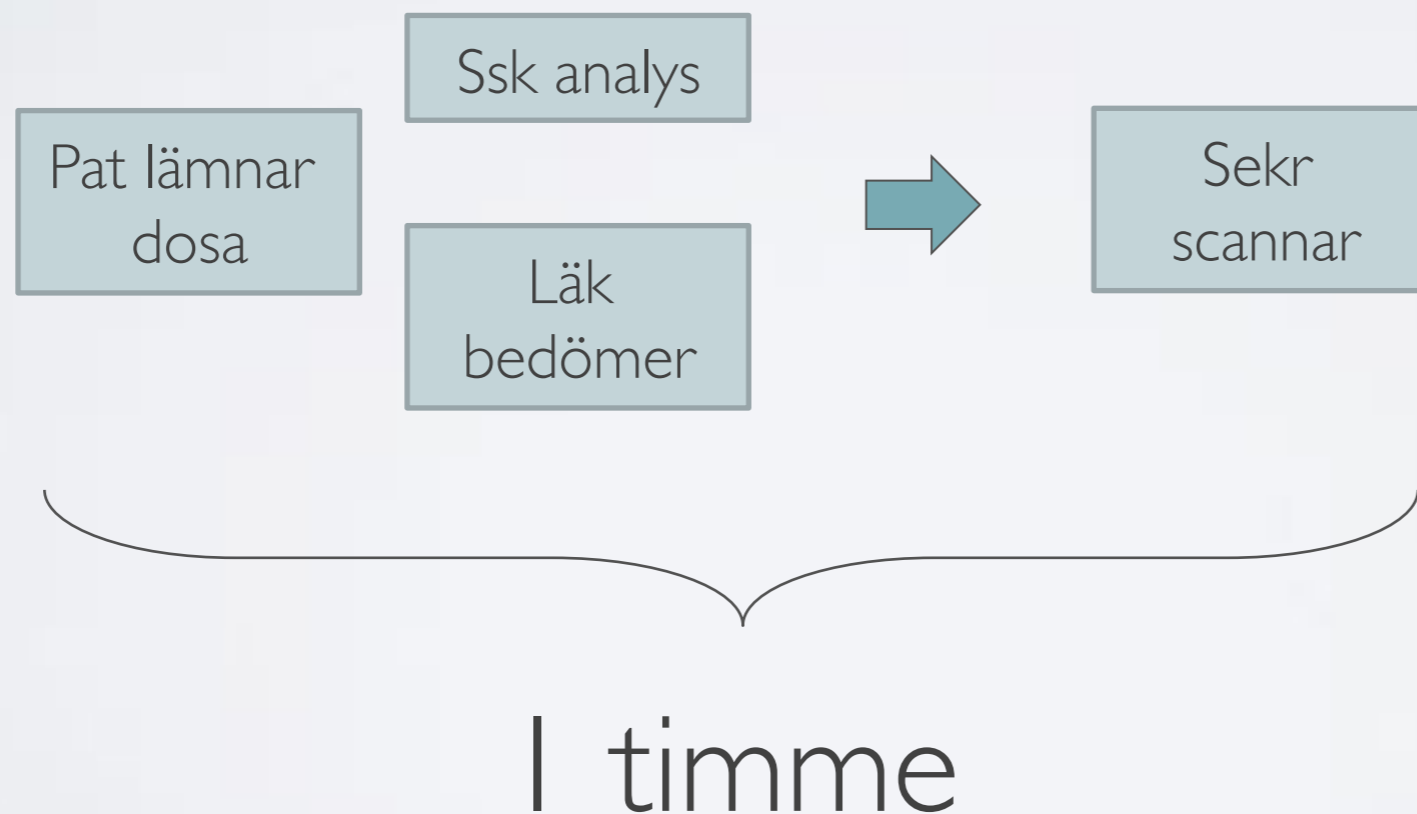 Pat lämnar
dosa
Ssk analys
Läk
bedömer
Sekr
scannar
1 timme